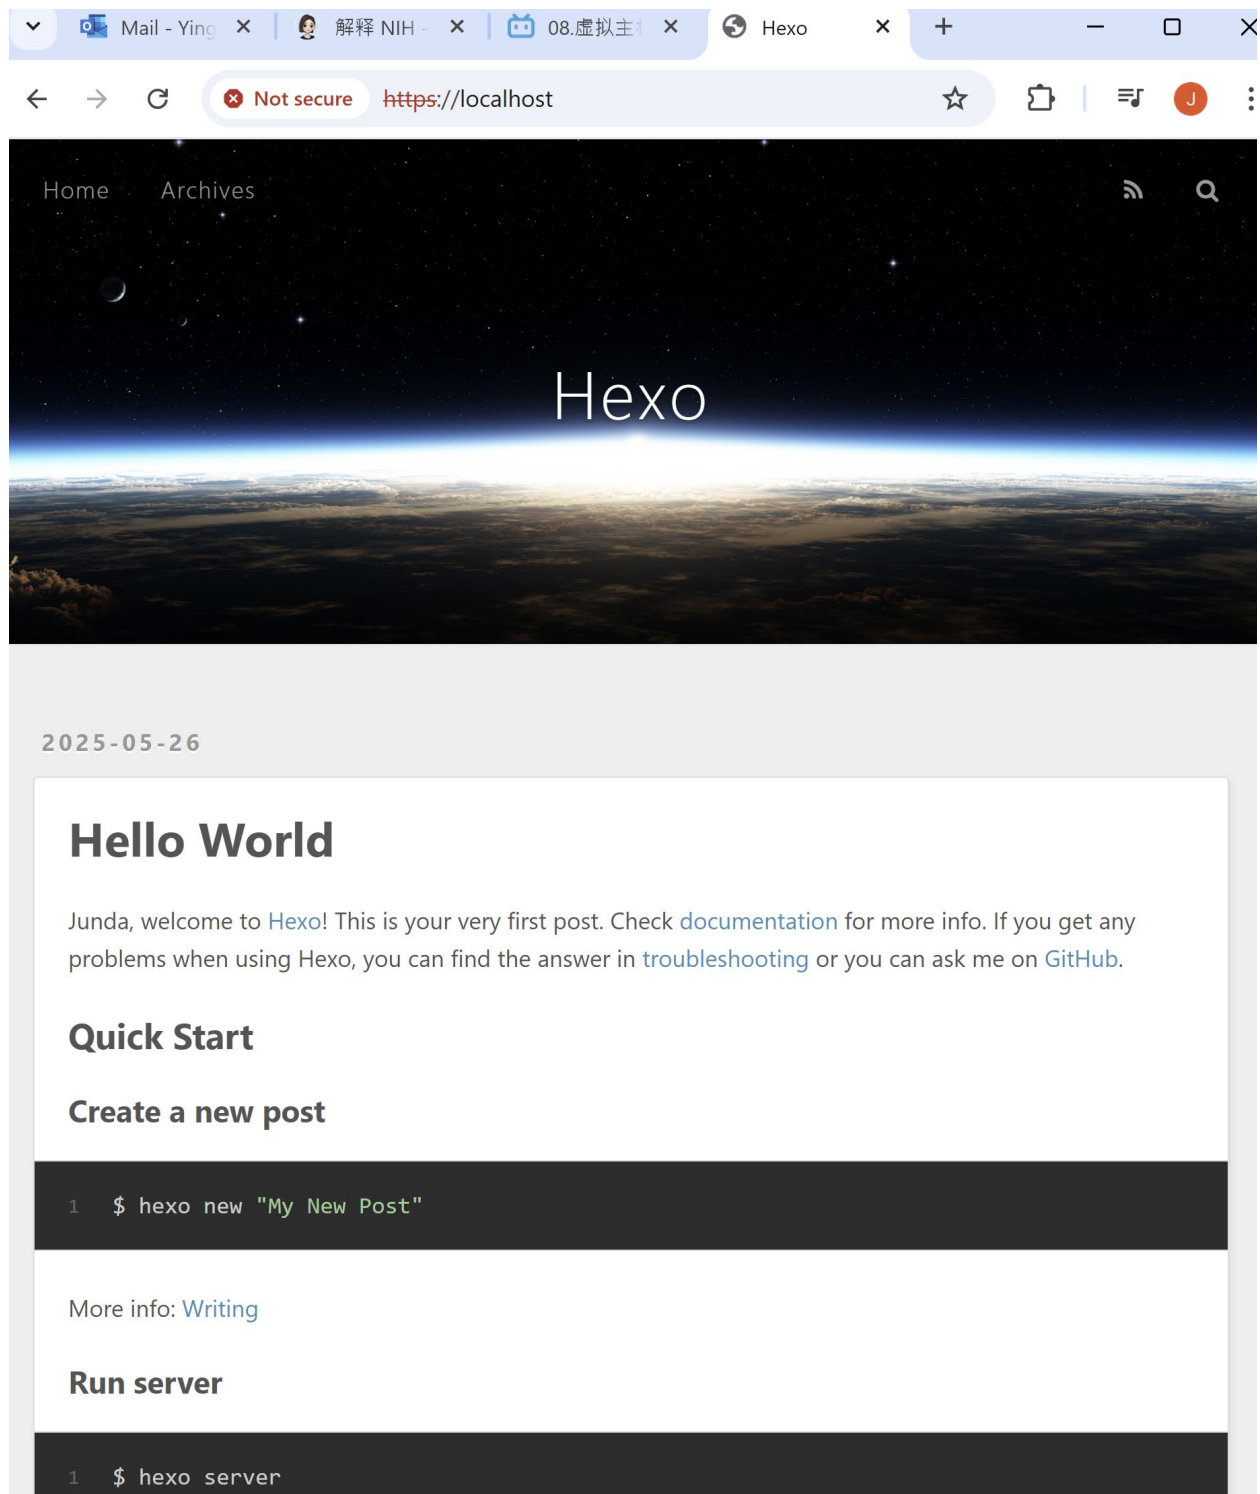 Mail - Ying
解释 NIH -
08.虚拟主
Hexo
Not secure
https://localhost
J
Home
Archives
Hexo
2025-05-26
Hello World
Junda, welcome to Hexo! This is your very first post. Check documentation for more info. If you get any
problems when using Hexo, you can find the answer in troubleshooting or you can ask me on GitHub.
Quick Start
Create a new post
1 $ hexo new "My New Post"
More info: Writing
Run server
1 $ hexo server